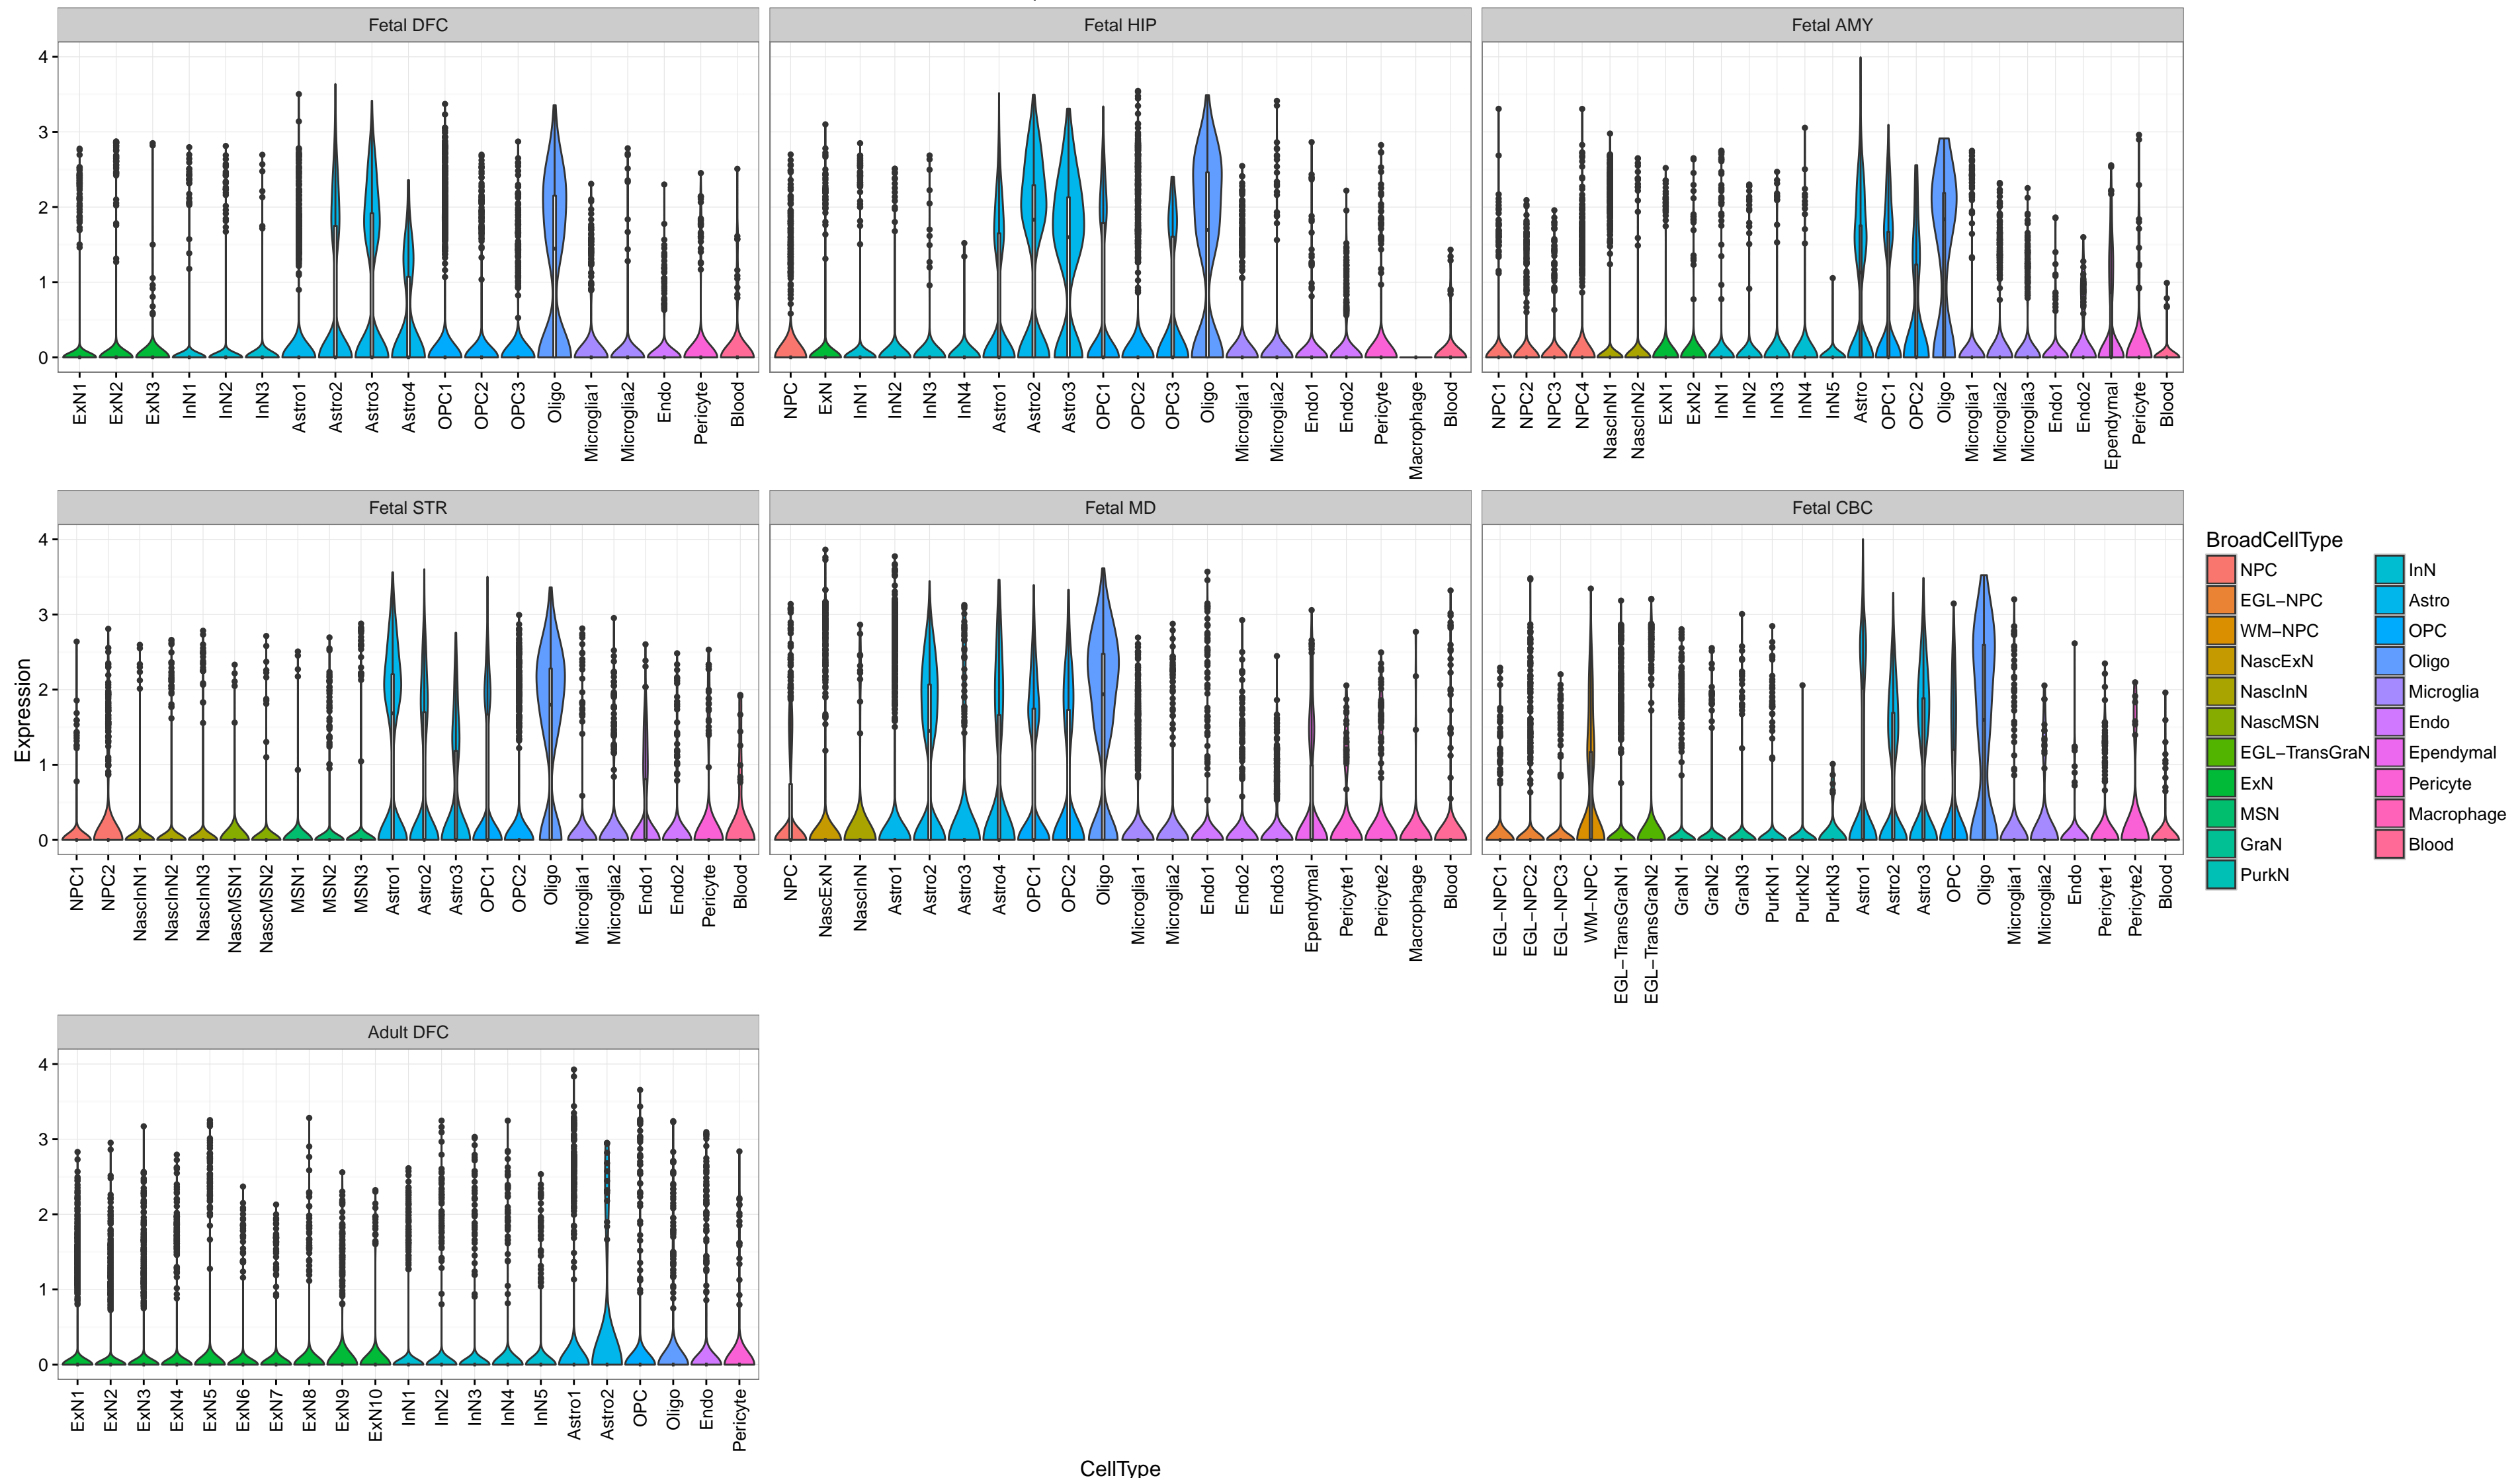 Fetal DFC Fetal HIP Fetal AMY
4
3
2
1
0
ExN1 ExN2 ExN3 InN1 InN2 InN3 Astro1 Astro2 Astro3 Astro4 OPC1 OPC2 OPC3 Oligo Microglia1 Microglia2 Endo Pericyte Blood
NPC ExN InN1 InN2 InN3 InN4 Astro1 Astro2 Astro3 OPC1 OPC2 OPC3 Oligo Microglia1 Microglia2 Endo1 Endo2 Pericyte Macrophage Blood
NPC1 NPC2 NPC3 NPC4 NascInN1 NascInN2 ExN1 ExN2 InN1 InN2 InN3 InN4 InN5 Astro OPC1 OPC2 Oligo Microglia1 Microglia2 Microglia3 Endo1 Endo2 Ependymal Pericyte Blood
Fetal STR Fetal MD Fetal CBC
Expression
4
3
2
1
0
NPC1 NPC2 NascInN1 NascInN2 NascInN3 NascMSN1 NascMSN2 MSN1 MSN2 MSN3 Astro1 Astro2 Astro3 OPC1 OPC2 Oligo Microglia1 Microglia2 Endo1 Endo2 Pericyte Blood
NPC NascExN NascInN Astro1 Astro2 Astro3 Astro4 OPC1 OPC2 Oligo Microglia1 Microglia2 Endo1 Endo2 Endo3 Ependymal Pericyte1 Pericyte2 Macrophage Blood
EGL−NPC1 EGL−NPC2 EGL−NPC3 WM−NPC EGL−TransGraN1 EGL−TransGraN2 GraN1 GraN2 GraN3 PurkN1 PurkN2 PurkN3 Astro1 Astro2 Astro3 OPC Oligo Microglia1 Microglia2 Endo Pericyte1 Pericyte2 Blood
BroadCellType
NPC
EGL−NPC
WM−NPC
NascExN
NascInN
NascMSN
EGL−TransGraN
ExN
MSN
GraN
PurkN
InN
Astro
OPC
Oligo
Microglia
Endo
Ependymal
Pericyte
Macrophage
Blood
Adult DFC
4
3
2
1
0
ExN1 ExN2 ExN3 ExN4 ExN5 ExN6 ExN7 ExN8 ExN9 ExN10 InN1 InN2 InN3 InN4 InN5 Astro1 Astro2 OPC Oligo Endo Pericyte
CellType